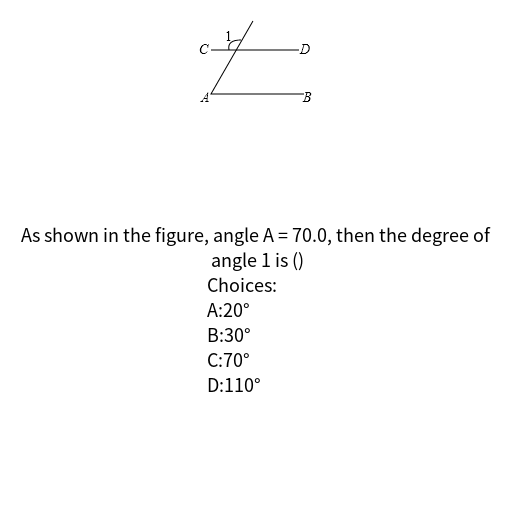 1
C
D
A
B
As shown in the figure, angle A = 70.0, then the degree of
angle 1 is ()
Choices:
A:20°
B:30°
C:70°
D:110°